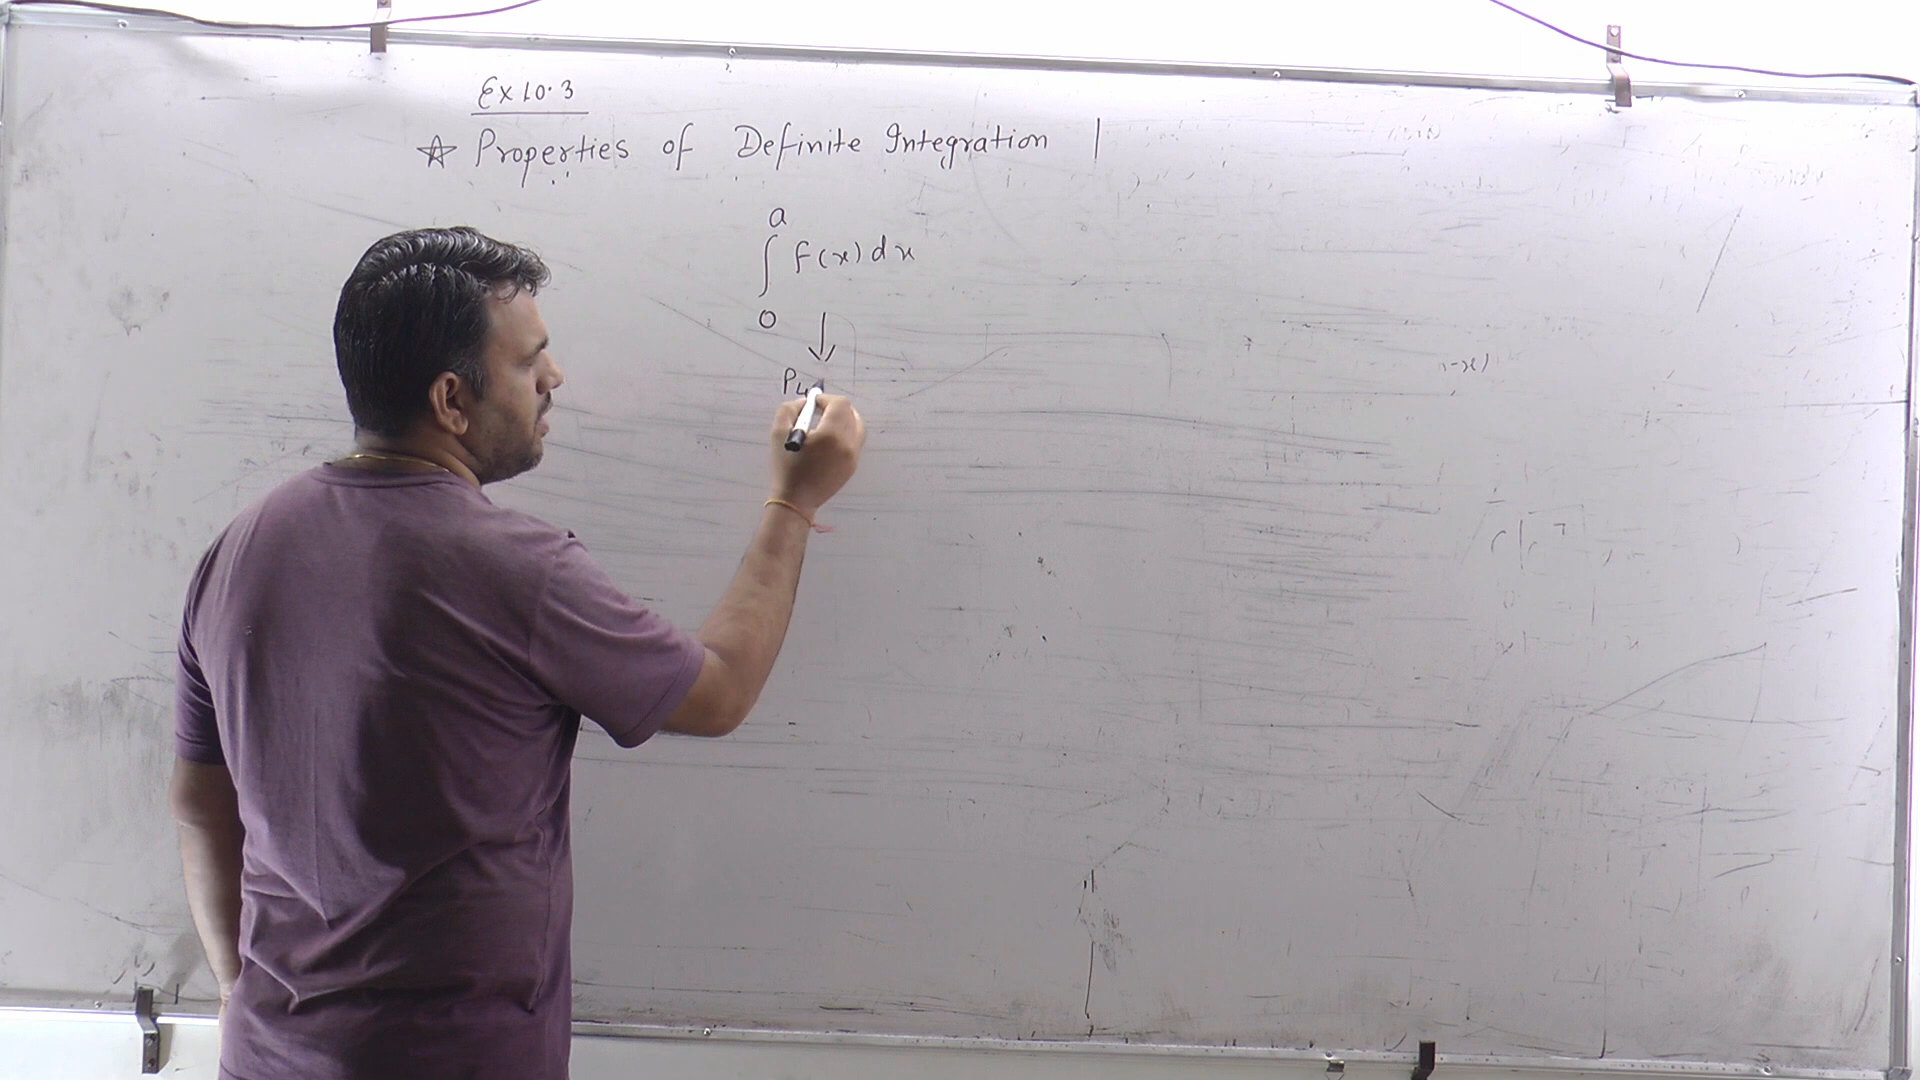 Ex 10.3
☆ Properties of Definite Integration |
a
∫ f(x) dx
0 ↓
P4